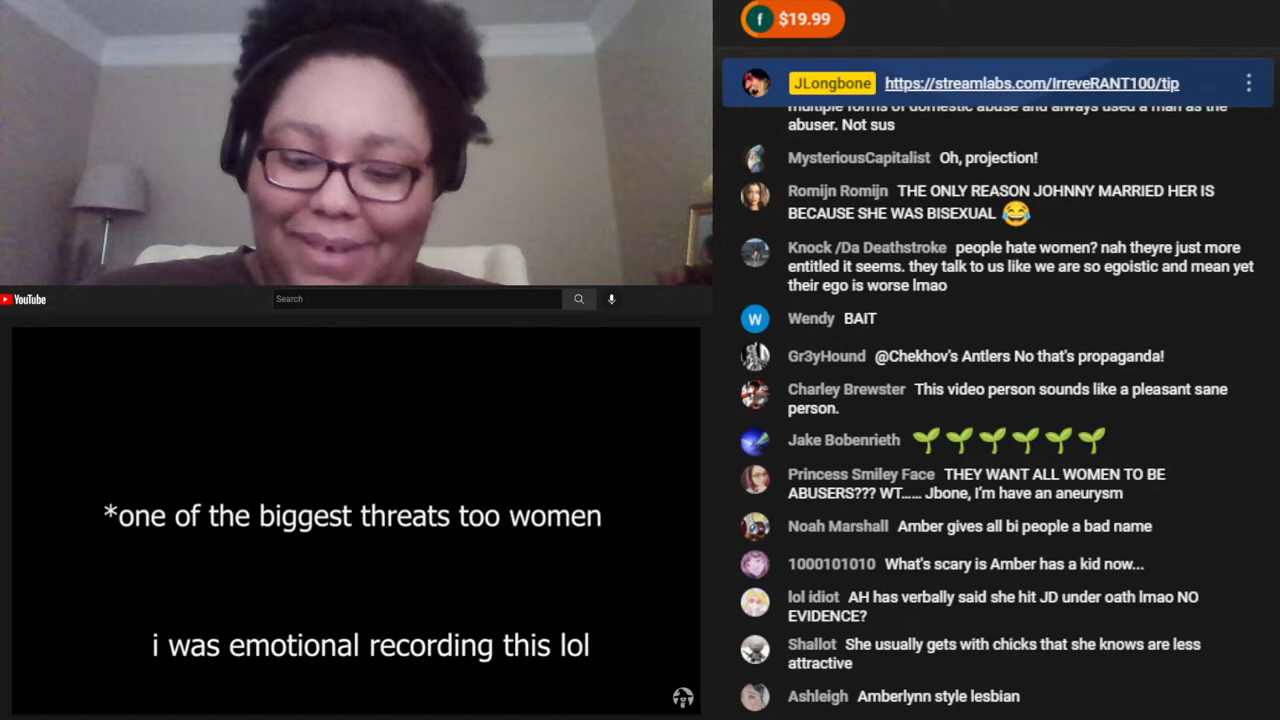 f $19.99
JLongbone https://streamlabs.com/IrreveRANT100/tip
multiple forms of domestic abuse and always used a man as the
abuser. Not sus
MysteriousCapitalist Oh, projection!
Romijn Romijn THE ONLY REASON JOHNNY MARRIED HER IS
BECAUSE SHE WAS BISEXUAL 😂
Knock /Da Deathstroke people hate women? nah theyre just more
entitled it seems. they talk to us like we are so egoistic and mean yet
their ego is worse lmao
W Wendy BAIT
Gr3yHound @Chekhov's Antlers No that's propaganda!
Charley Brewster This video person sounds like a pleasant sane
person.
Jake Bobenrieth 🌱🌱🌱🌱🌱🌱
Princess Smiley Face THEY WANT ALL WOMEN TO BE
ABUSERS??? WT...... Jbone, I'm have an aneurysm
Noah Marshall Amber gives all bi people a bad name
1000101010 What's scary is Amber has a kid now...
lol idiot AH has verbally said she hit JD under oath lmao NO
EVIDENCE?
Shallot She usually gets with chicks that she knows are less
attractive
Ashleigh Amberlynn style lesbian
YouTube
Search
*one of the biggest threats too women
i was emotional recording this lol